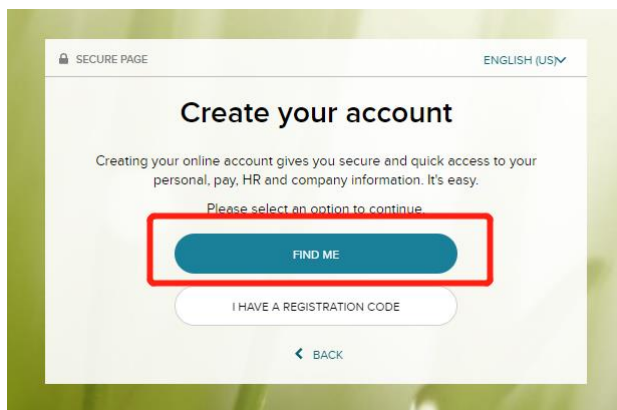 SECURE PAGE
ENGLISH (US)
Create your account
Creating your online account gives you secure and quick access to your
personal, pay, HR and company information. It's easy.
Please select an option to continue.
FIND ME
I HAVE A REGISTRATION CODE
BACK